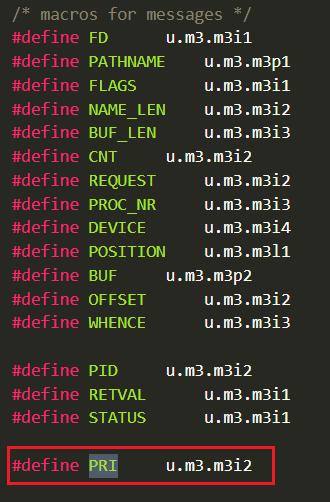 /* macros for messages */
#define FD u.m3.m3i1
#define PATHNAME u.m3.m3p1
#define FLAGS u.m3.m3i1
#define NAME_LEN u.m3.m3i2
#define BUF_LEN u.m3.m3i3
#define CNT u.m3.m3i2
#define REQUEST u.m3.m3i2
#define PROC_NR u.m3.m3i3
#define DEVICE u.m3.m3i4
#define POSITION u.m3.m3l1
#define BUF u.m3.m3p2
#define OFFSET u.m3.m3i2
#define WHENCE u.m3.m3i3
#define PID u.m3.m3i2
#define RETVAL u.m3.m3i1
#define STATUS u.m3.m3i1
#define PRI u.m3.m3i2